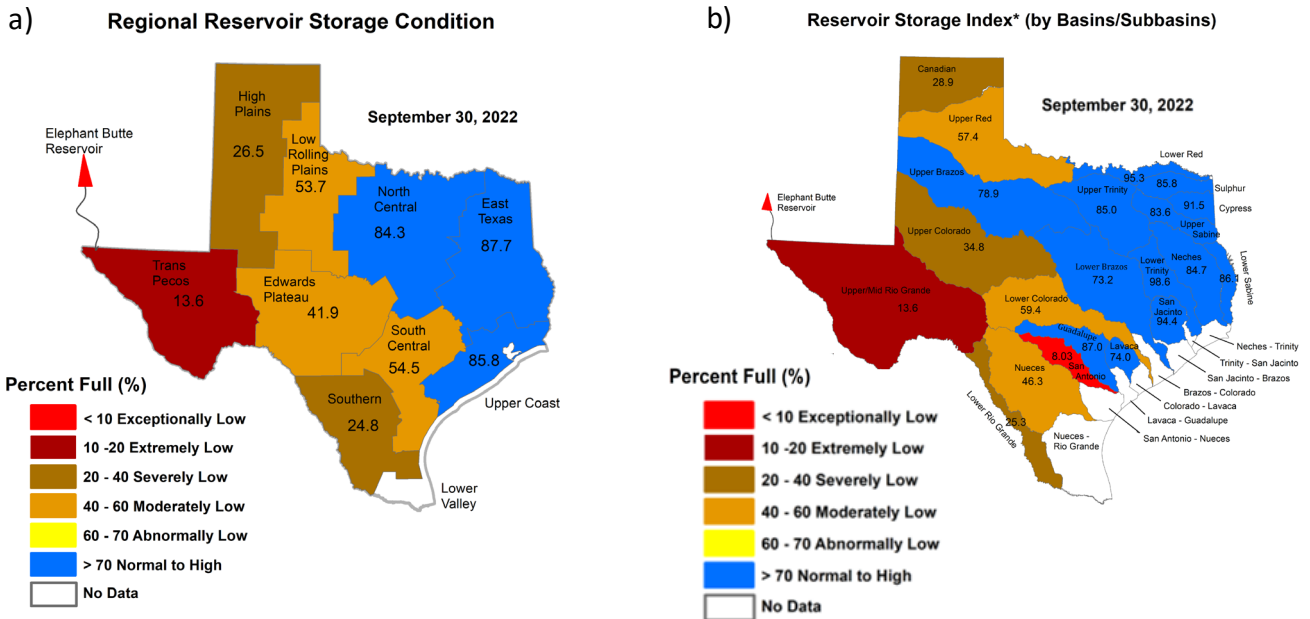 a)
Regional Reservoir Storage Condition
September 30, 2022
Elephant Butte
Reservoir
High
Plains
26.5
Low
Rolling
Plains
53.7
North
Central
84.3
East
Texas
87.7
Trans
Pecos
13.6
Edwards
Plateau
41.9
South
Central
54.5
85.8
Upper Coast
Southern
24.8
Lower
Valley
Percent Full (%)
< 10 Exceptionally Low
10 -20 Extremely Low
20 - 40 Severely Low
40 - 60 Moderately Low
60 - 70 Abnormally Low
> 70 Normal to High
No Data
b)
Reservoir Storage Index* (by Basins/Subbasins)
September 30, 2022
Elephant Butte
Reservoir
Canadian
28.9
Upper Red
57.4
Lower Red
95.3
85.8
Sulphur
Upper Brazos
78.9
Upper Trinity
85.0
91.5
Cypress
83.6
Upper
Sabine
Upper Colorado
34.8
Lower Brazos
73.2
Lower
Trinity
98.6
Neches
84.7
Lower Sabine
San
Jacinto
94.4
Upper/Mid Rio Grande
13.6
Lower Colorado
59.4
Guadalupe
87.0
Lavaca
74.0
8.03
San
Antonio
Nueces
46.3
Lower Rio Grande
25.3
Nueces -
Rio Grande
Neches - Trinity
Trinity - San Jacinto
San Jacinto - Brazos
Brazos - Colorado
Colorado - Lavaca
Lavaca - Guadalupe
San Antonio - Nueces
Percent Full (%)
< 10 Exceptionally Low
10 -20 Extremely Low
20 - 40 Severely Low
40 - 60 Moderately Low
60 - 70 Abnormally Low
> 70 Normal to High
No Data